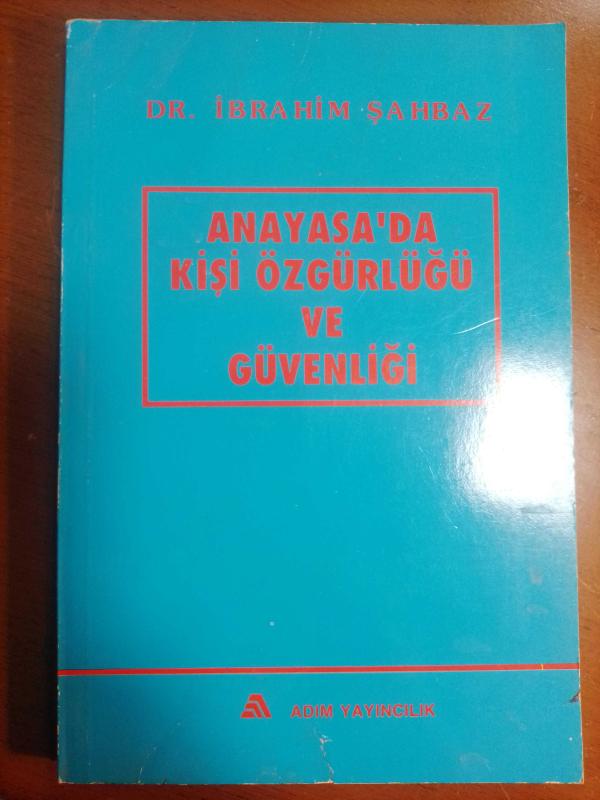 DR. İBRAHİM ŞAHBAZ
ANAYASA'DA
KİŞİ ÖZGÜRLÜĞÜ
VE
GÜVENLİĞİ
ADIM YAYINCILIK